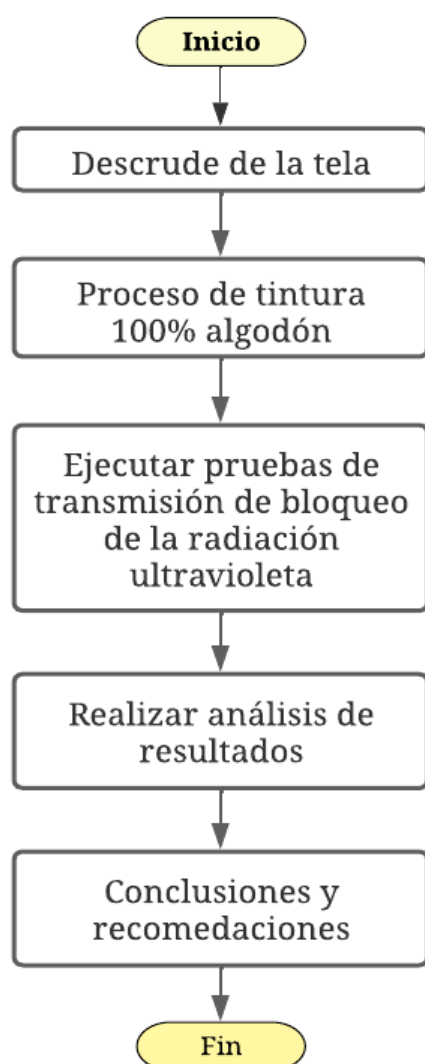 Inicio
Descrude de la tela
Proceso de tintura
100% algodón
Ejecutar pruebas de
transmisión de bloqueo
de la radiación
ultravioleta
Realizar análisis de
resultados
Conclusiones y
recomedaciones
Fin